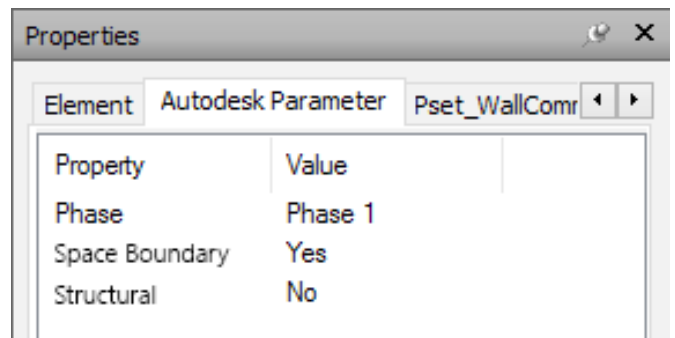 Properties
Element Autodesk Parameter Pset_WallComr
Property Value
Phase Phase 1
Space Boundary Yes
Structural No